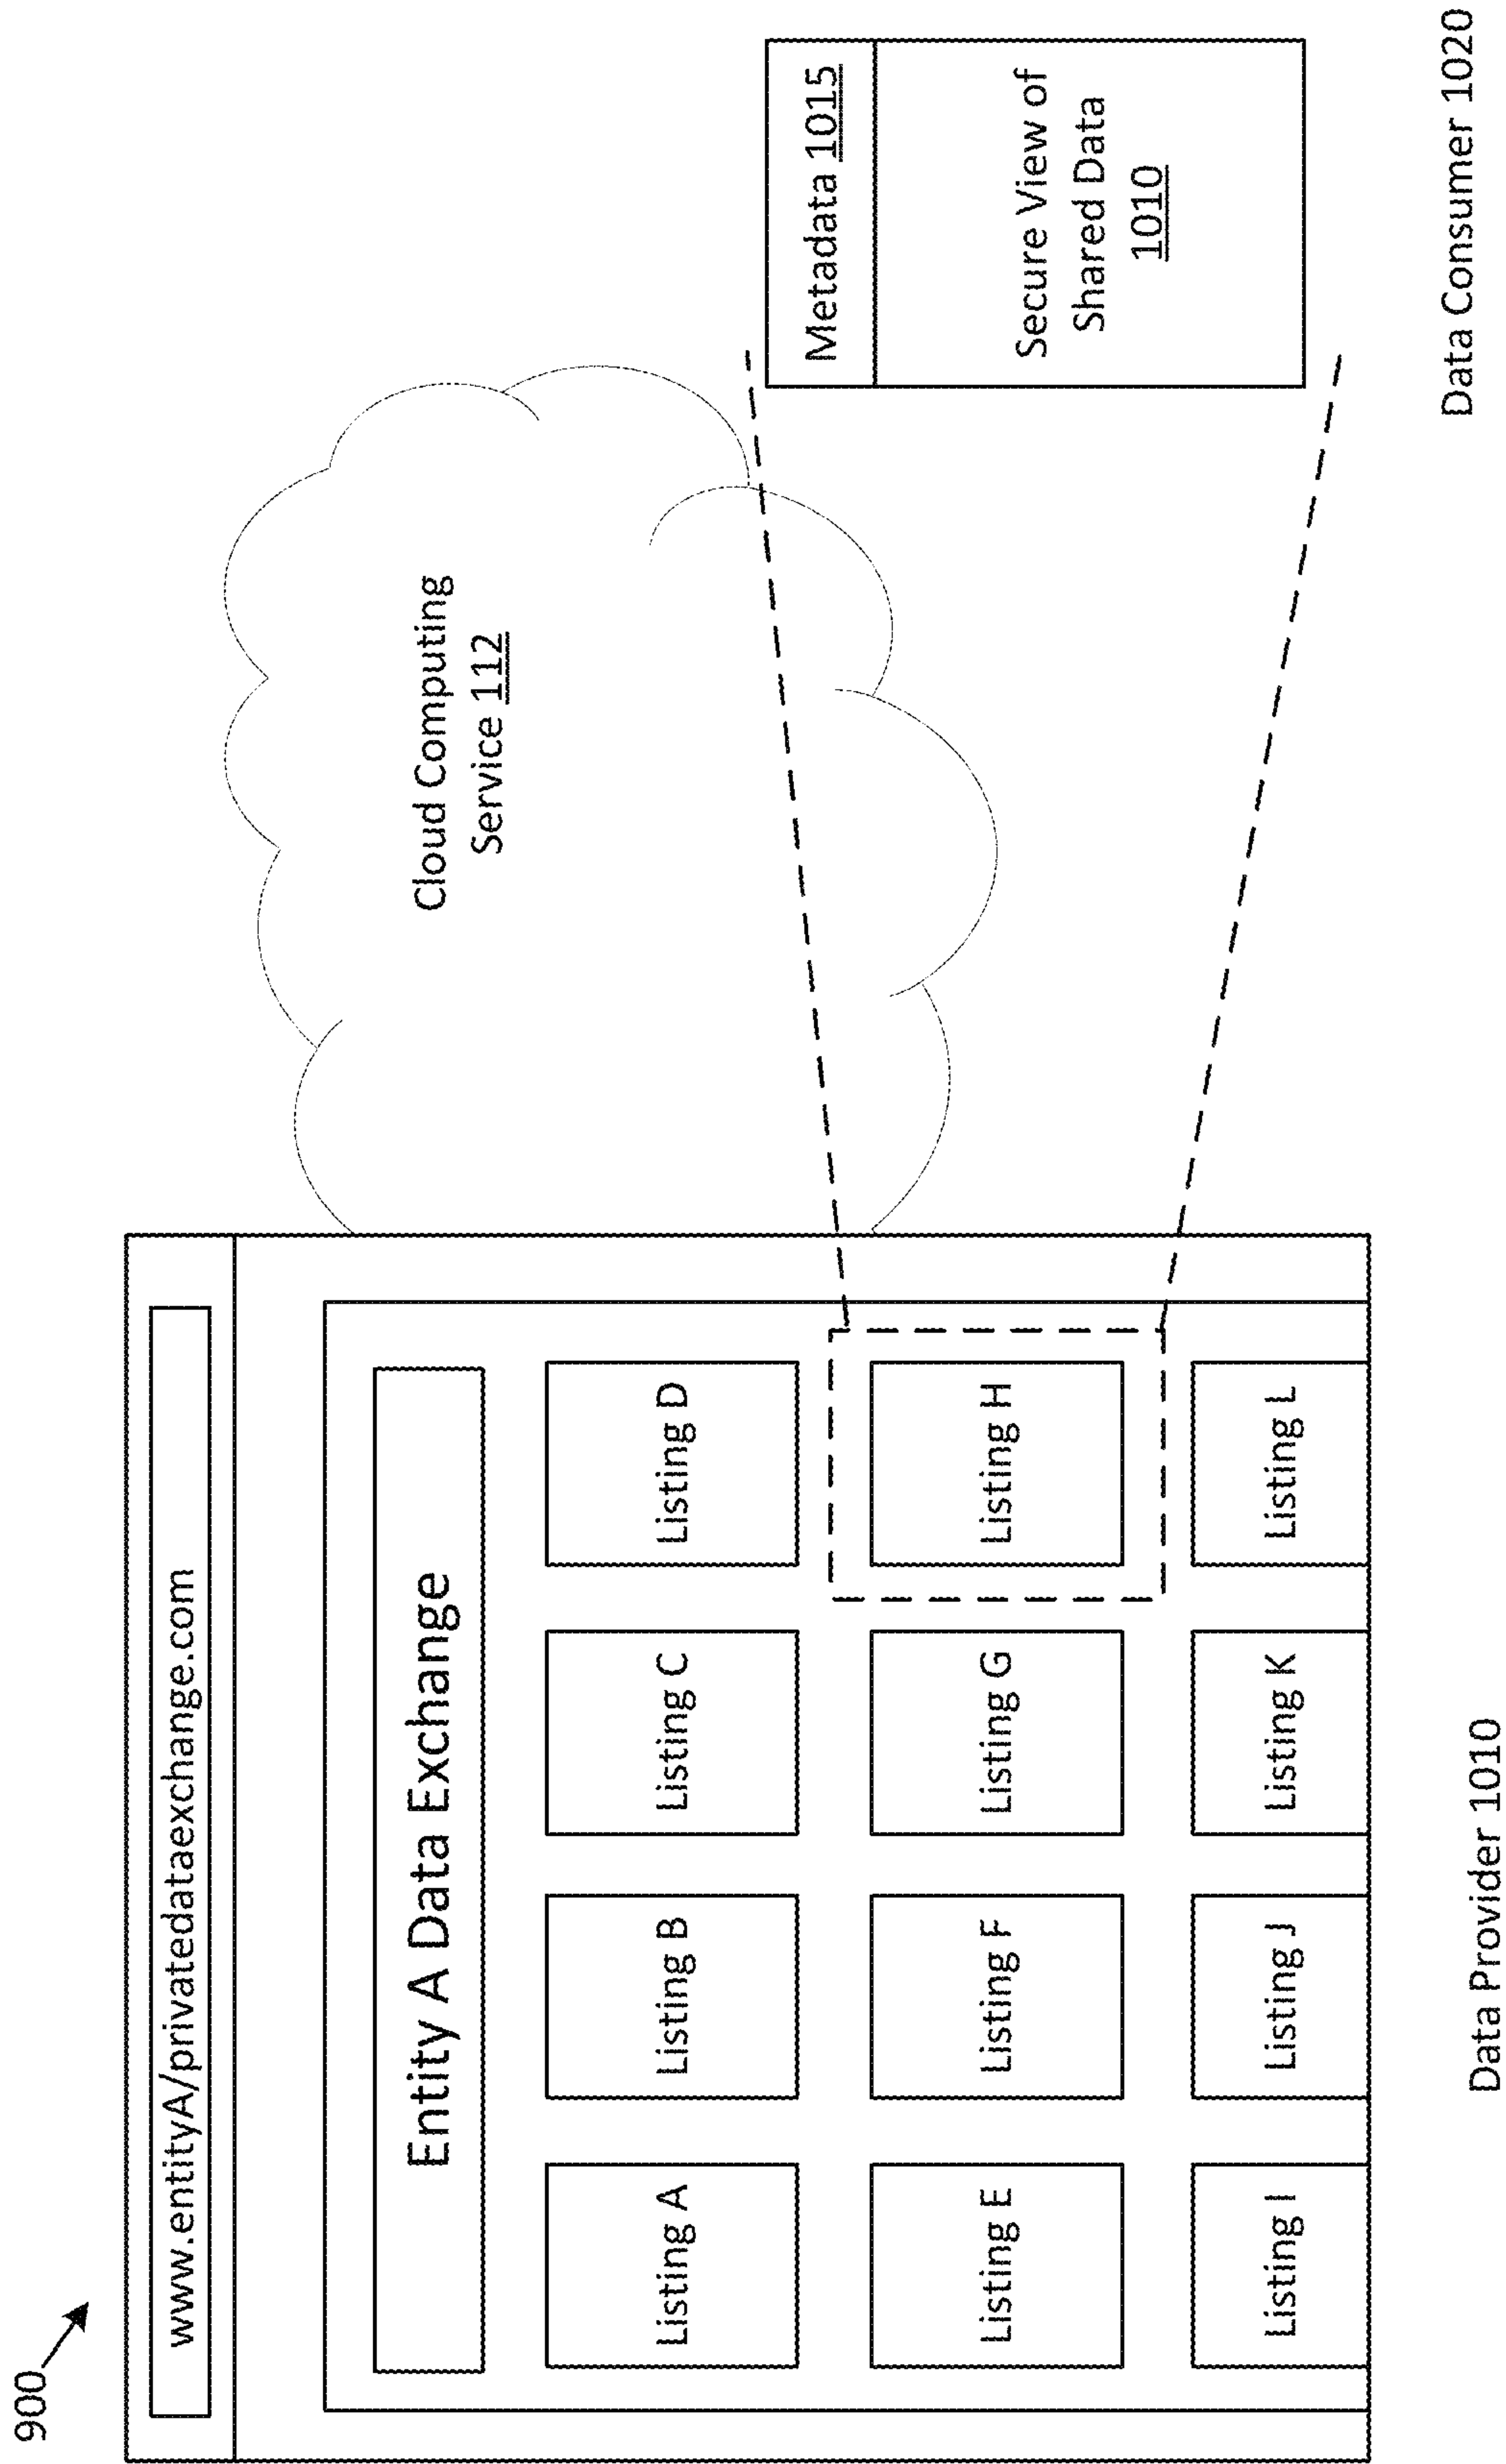 900
www.entityA/privatedataexchange.com
Entity A Data Exchange
Listing A
Listing B
Listing C
Listing D
Listing E
Listing F
Listing G
Listing H
Listing I
Listing J
Listing K
Listing L
Cloud Computing
Service 112
Metadata 1015
Secure View of
Shared Data
1010
Data Provider 1010
Data Consumer 1020